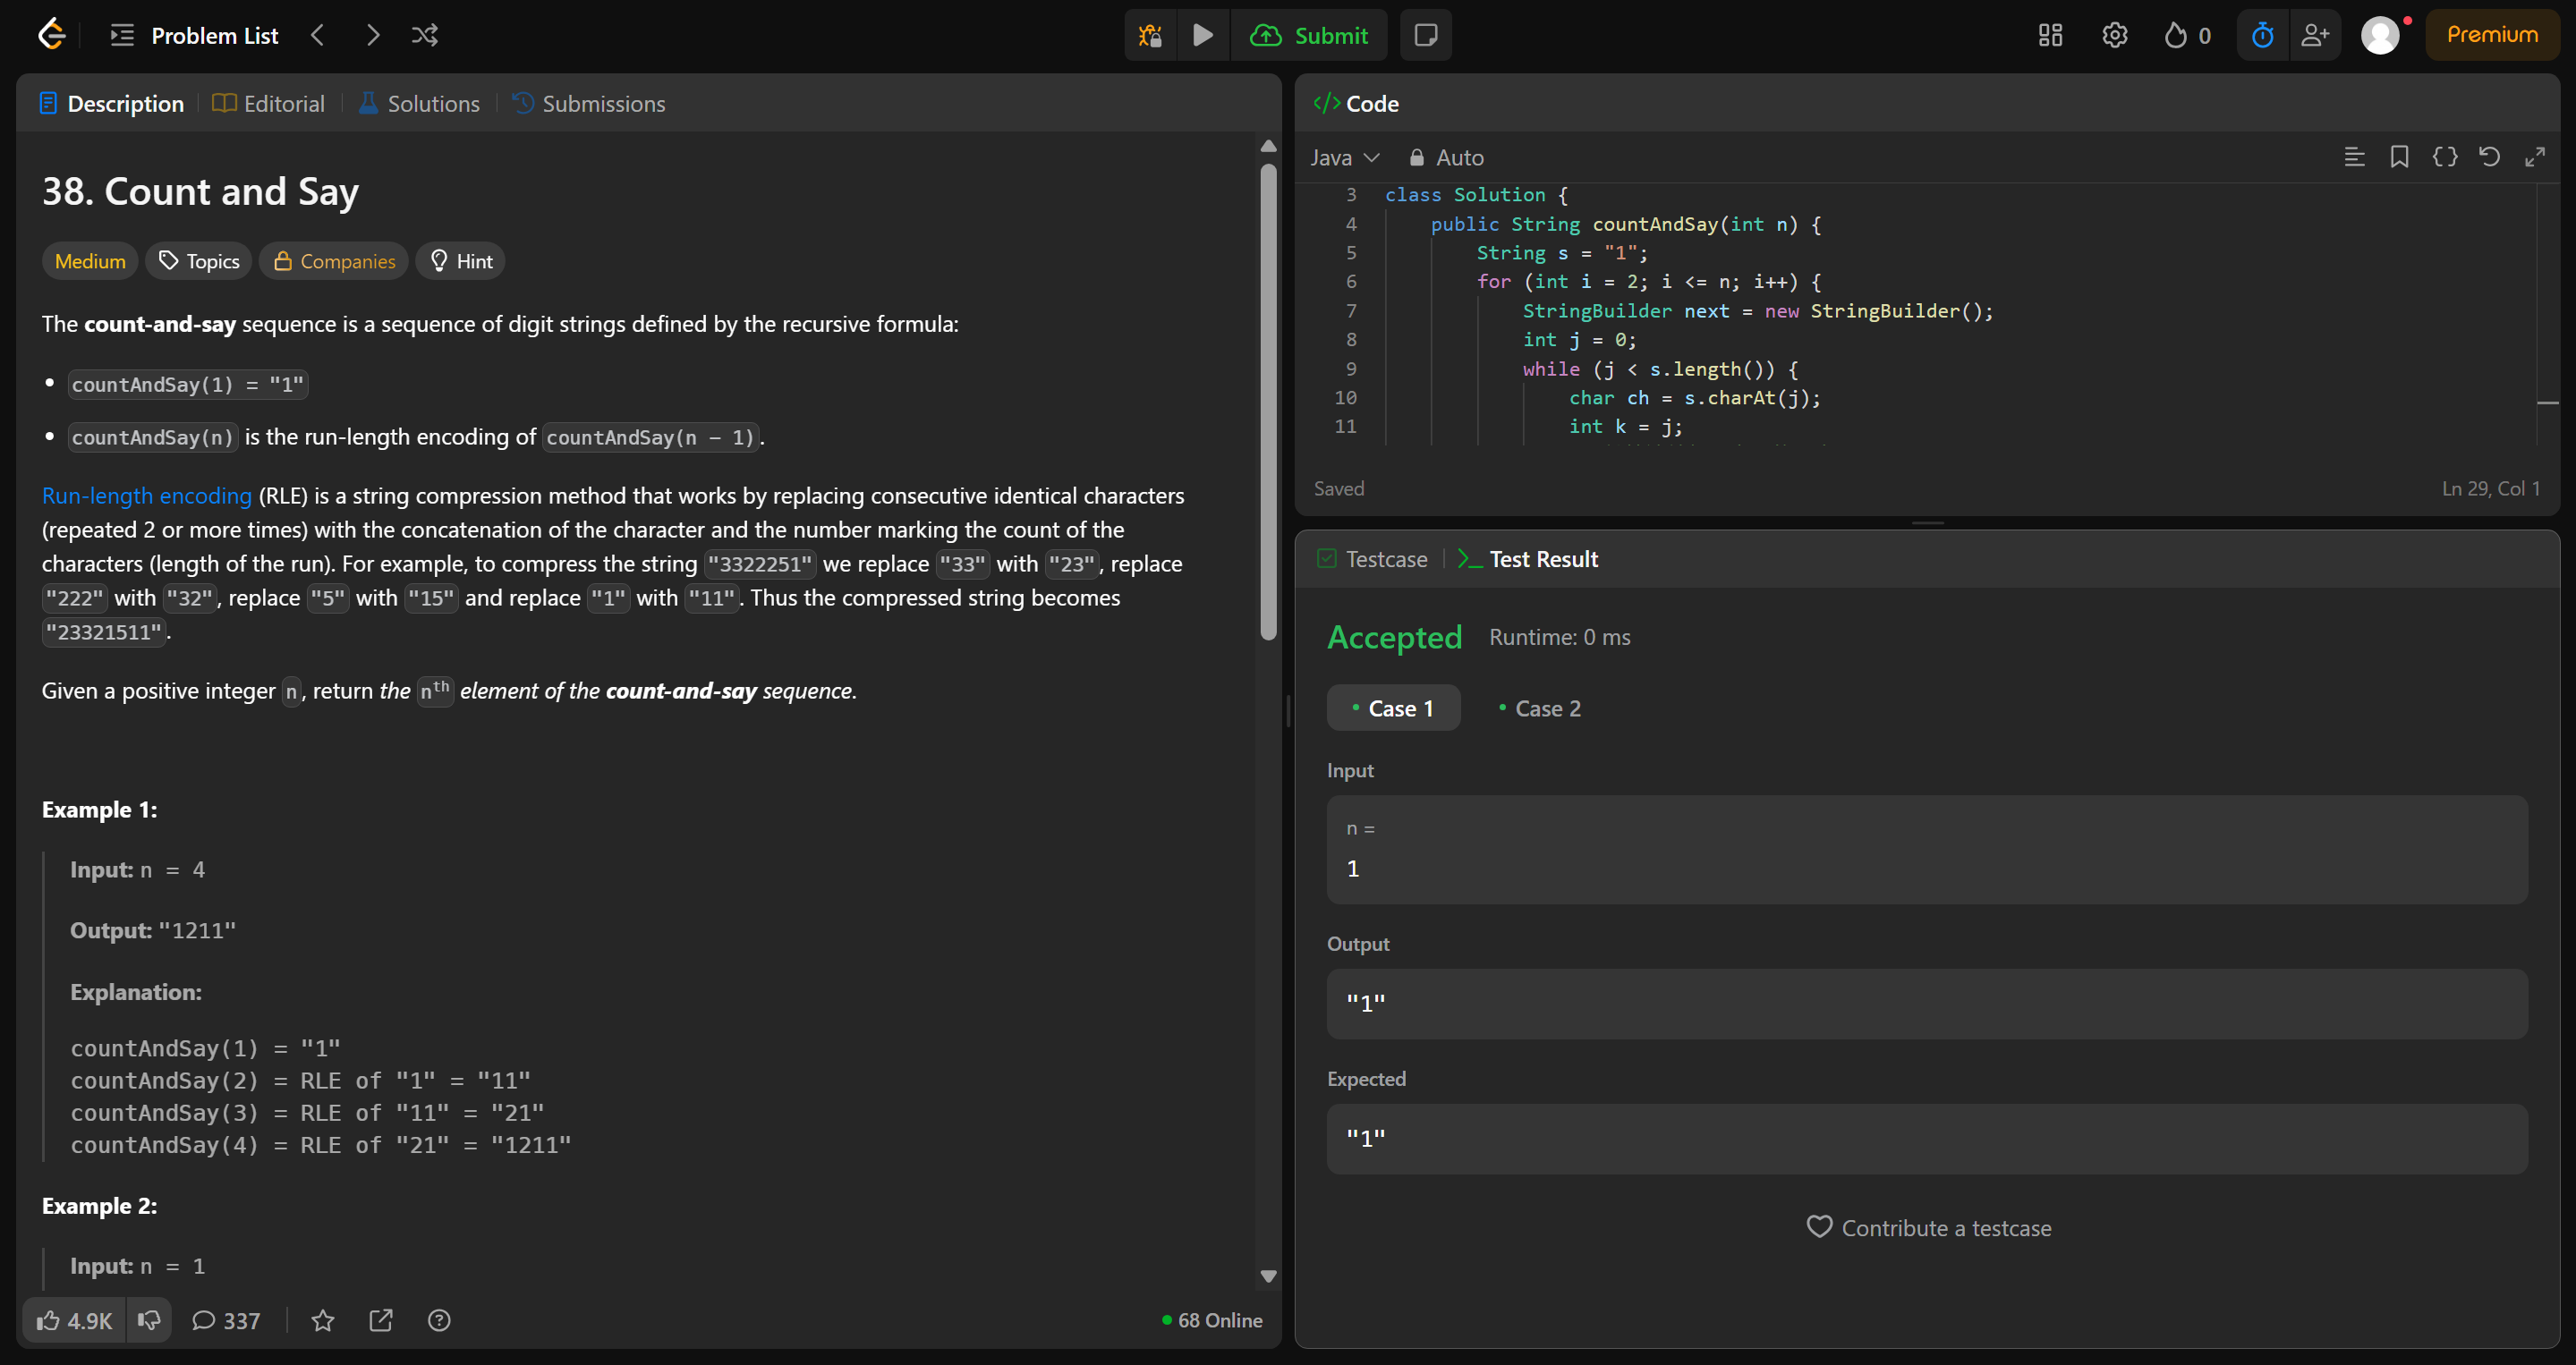 Problem List
Submit
0
Premium
Description
Editorial
Solutions
Submissions
38. Count and Say
Medium
Topics
Companies
Hint
The count-and-say sequence is a sequence of digit strings defined by the recursive formula:
• countAndSay(1) = "1"
• countAndSay(n) is the run-length encoding of countAndSay(n - 1).
Run-length encoding (RLE) is a string compression method that works by replacing consecutive identical characters
(repeated 2 or more times) with the concatenation of the character and the number marking the count of the
characters (length of the run). For example, to compress the string "3322251" we replace "33" with "23", replace
"222" with "32", replace "5" with "15" and replace "1" with "11". Thus the compressed string becomes
"23321511".
Given a positive integer n, return the nth element of the count-and-say sequence.
Example 1:
Input: n = 4
Output: "1211"
Explanation:
countAndSay(1) = "1"
countAndSay(2) = RLE of "1" = "11"
countAndSay(3) = RLE of "11" = "21"
countAndSay(4) = RLE of "21" = "1211"
Example 2:
Input: n = 1
4.9K
337
68 Online
</> Code
Java
Auto
3 class Solution {
4 public String countAndSay(int n) {
5 String s = "1";
6 for (int i = 2; i <= n; i++) {
7 StringBuilder next = new StringBuilder();
8 int j = 0;
9 while (j < s.length()) {
10 char ch = s.charAt(j);
11 int k = j;
Saved
Ln 29, Col 1
Testcase
Test Result
Accepted
Runtime: 0 ms
• Case 1
• Case 2
Input
n =
1
Output
"1"
Expected
"1"
Contribute a testcase